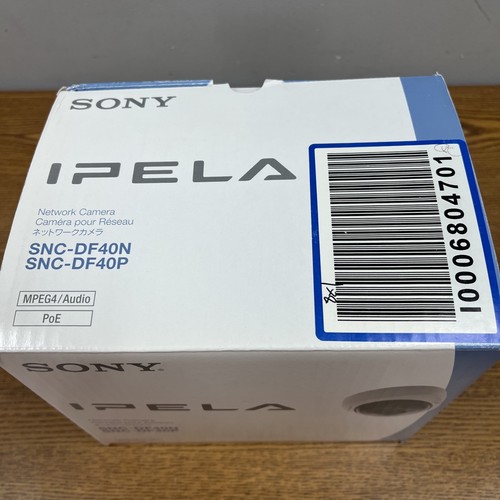 SONY
IPELA
Network Camera
Caméra pour Réseau
ネットワークカメラ
SNC-DF40N
SNC-DF40P
MPEG4/Audio
PoE
I0006804701
SONY
IPELA